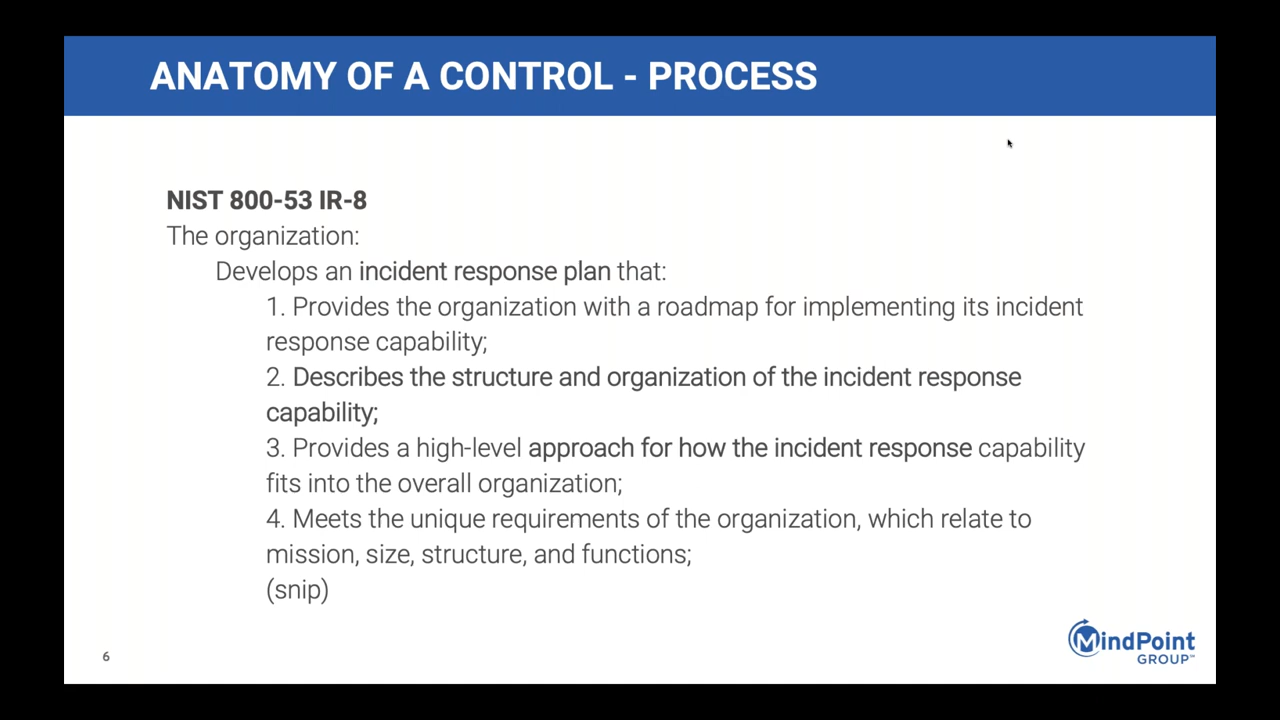 ANATOMY OF A CONTROL - PROCESS
NIST 800-53 IR-8
The organization:
Develops an incident response plan that:
1. Provides the organization with a roadmap for implementing its incident
response capability;
2. Describes the structure and organization of the incident response
capability;
3. Provides a high-level approach for how the incident response capability
fits into the overall organization;
4. Meets the unique requirements of the organization, which relate to
mission, size, structure, and functions;
(snip)
6
MindPoint
GROUP™